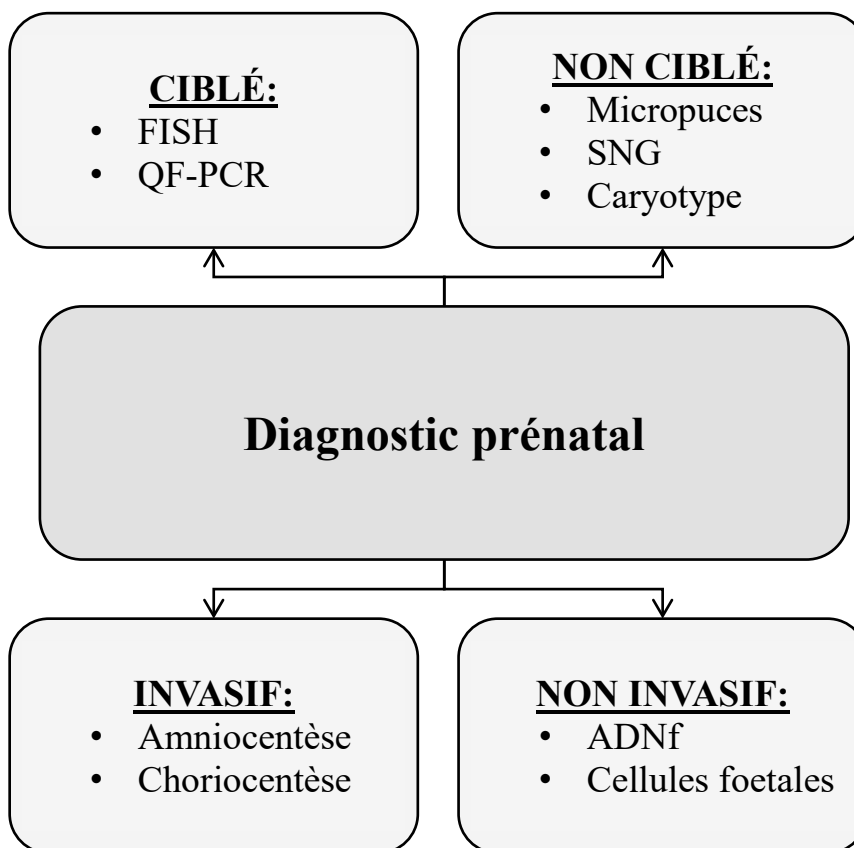 CIBLÉ:
• FISH
• QF-PCR
NON CIBLÉ:
• Micropuces
• SNG
• Caryotype
Diagnostic prénatal
INVASIF:
• Amniocentèse
• Choriocentèse
NON INVASIF:
• ADNf
• Cellules foetales